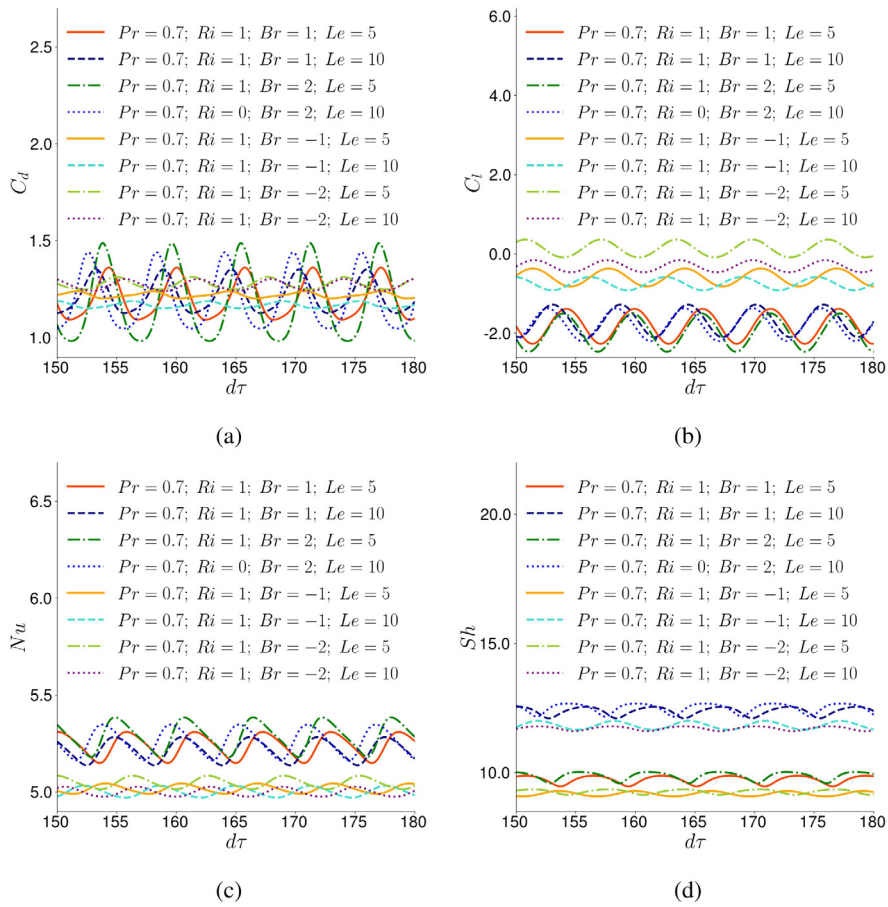 2.5
2.0
1.5
1.0
C_d
Pr = 0.7; Ri = 1; Br = 1; Le = 5
Pr = 0.7; Ri = 1; Br = 1; Le = 10
Pr = 0.7; Ri = 1; Br = 2; Le = 5
Pr = 0.7; Ri = 0; Br = 2; Le = 10
Pr = 0.7; Ri = 1; Br = −1; Le = 5
Pr = 0.7; Ri = 1; Br = −1; Le = 10
Pr = 0.7; Ri = 1; Br = −2; Le = 5
Pr = 0.7; Ri = 1; Br = −2; Le = 10
150 155 160 165 170 175 180
dτ
(a)
6.0
4.0
2.0
0.0
-2.0
C_l
Pr = 0.7; Ri = 1; Br = 1; Le = 5
Pr = 0.7; Ri = 1; Br = 1; Le = 10
Pr = 0.7; Ri = 1; Br = 2; Le = 5
Pr = 0.7; Ri = 0; Br = 2; Le = 10
Pr = 0.7; Ri = 1; Br = −1; Le = 5
Pr = 0.7; Ri = 1; Br = −1; Le = 10
Pr = 0.7; Ri = 1; Br = −2; Le = 5
Pr = 0.7; Ri = 1; Br = −2; Le = 10
150 155 160 165 170 175 180
dτ
(b)
6.5
6.0
5.5
5.0
Nu
Pr = 0.7; Ri = 1; Br = 1; Le = 5
Pr = 0.7; Ri = 1; Br = 1; Le = 10
Pr = 0.7; Ri = 1; Br = 2; Le = 5
Pr = 0.7; Ri = 0; Br = 2; Le = 10
Pr = 0.7; Ri = 1; Br = −1; Le = 5
Pr = 0.7; Ri = 1; Br = −1; Le = 10
Pr = 0.7; Ri = 1; Br = −2; Le = 5
Pr = 0.7; Ri = 1; Br = −2; Le = 10
150 155 160 165 170 175 180
dτ
(c)
20.0
15.0
10.0
Sh
Pr = 0.7; Ri = 1; Br = 1; Le = 5
Pr = 0.7; Ri = 1; Br = 1; Le = 10
Pr = 0.7; Ri = 1; Br = 2; Le = 5
Pr = 0.7; Ri = 0; Br = 2; Le = 10
Pr = 0.7; Ri = 1; Br = −1; Le = 5
Pr = 0.7; Ri = 1; Br = −1; Le = 10
Pr = 0.7; Ri = 1; Br = −2; Le = 5
Pr = 0.7; Ri = 1; Br = −2; Le = 10
150 155 160 165 170 175 180
dτ
(d)